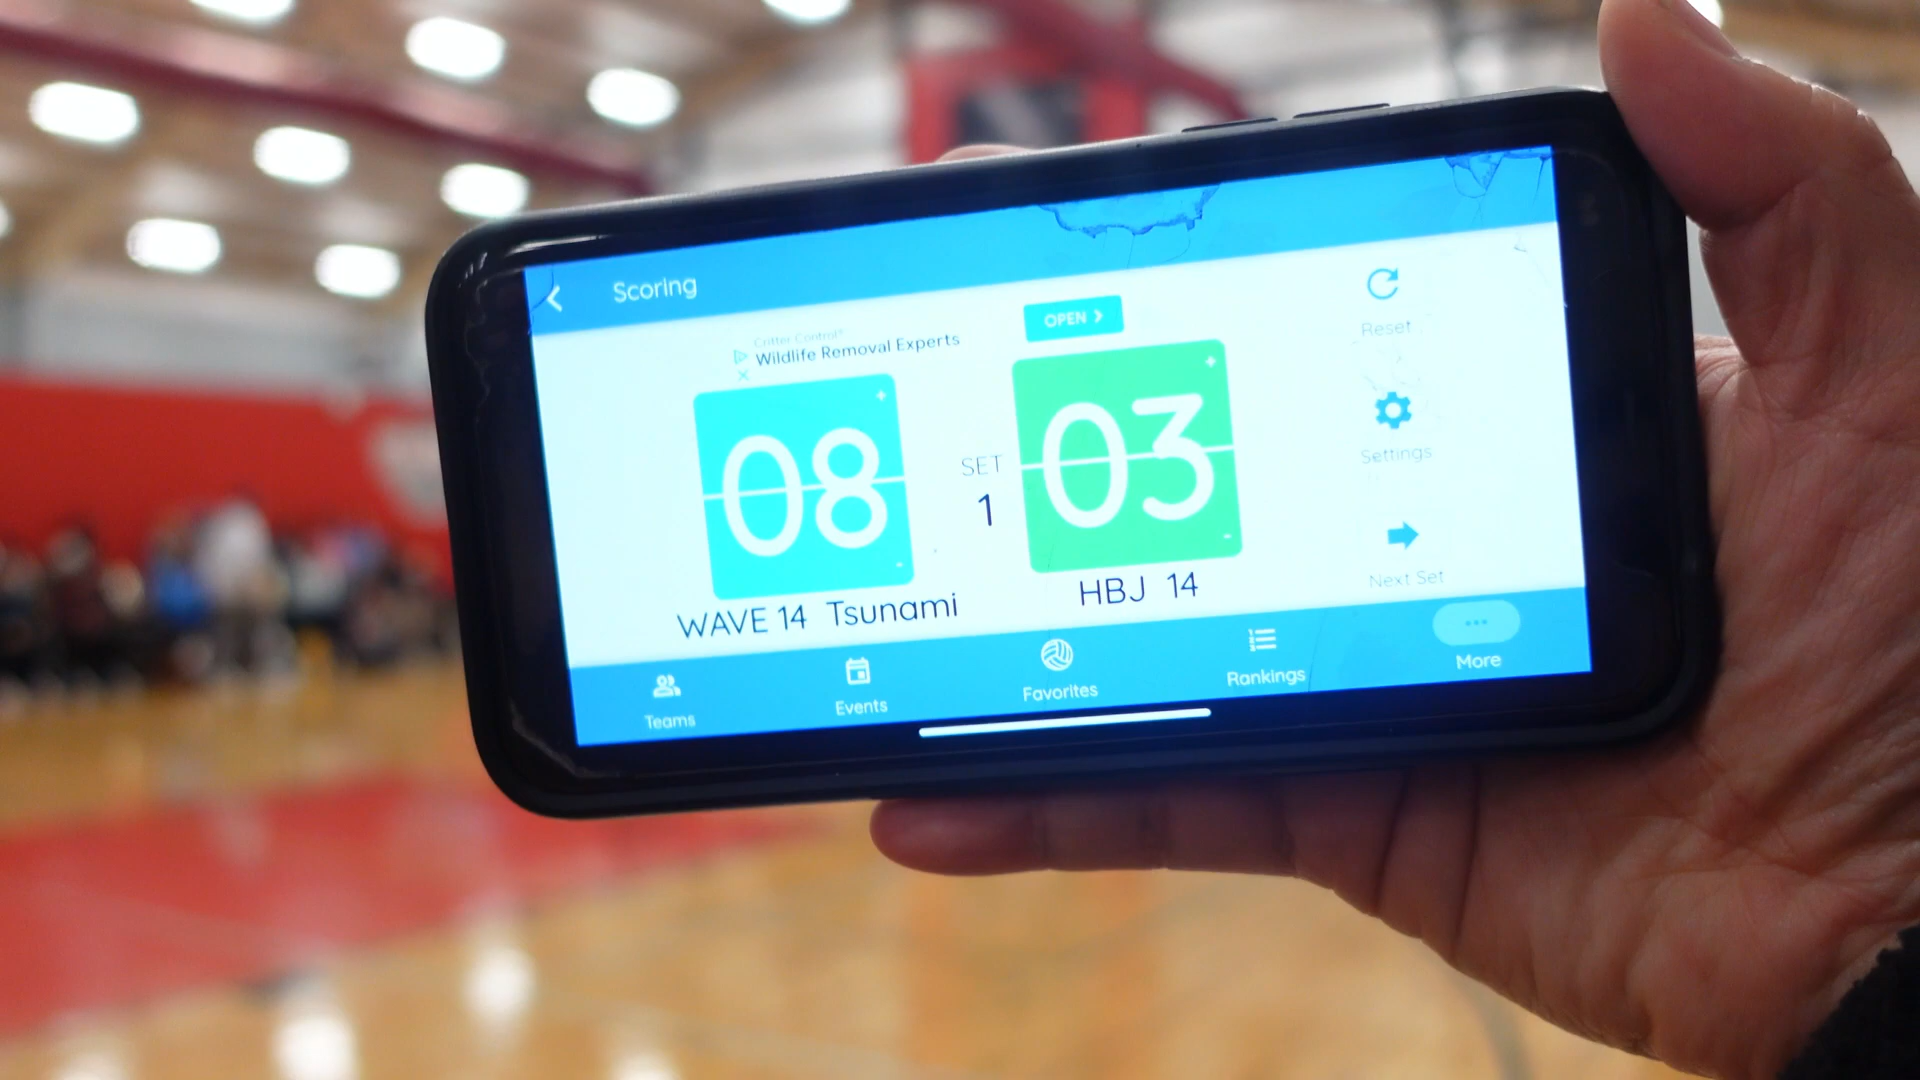 Scoring
Critter Control®
Wildlife Removal Experts
OPEN
Reset
08
SET
1
03
Settings
WAVE 14 Tsunami
HBJ 14
Next Set
Teams
Events
Favorites
Rankings
More